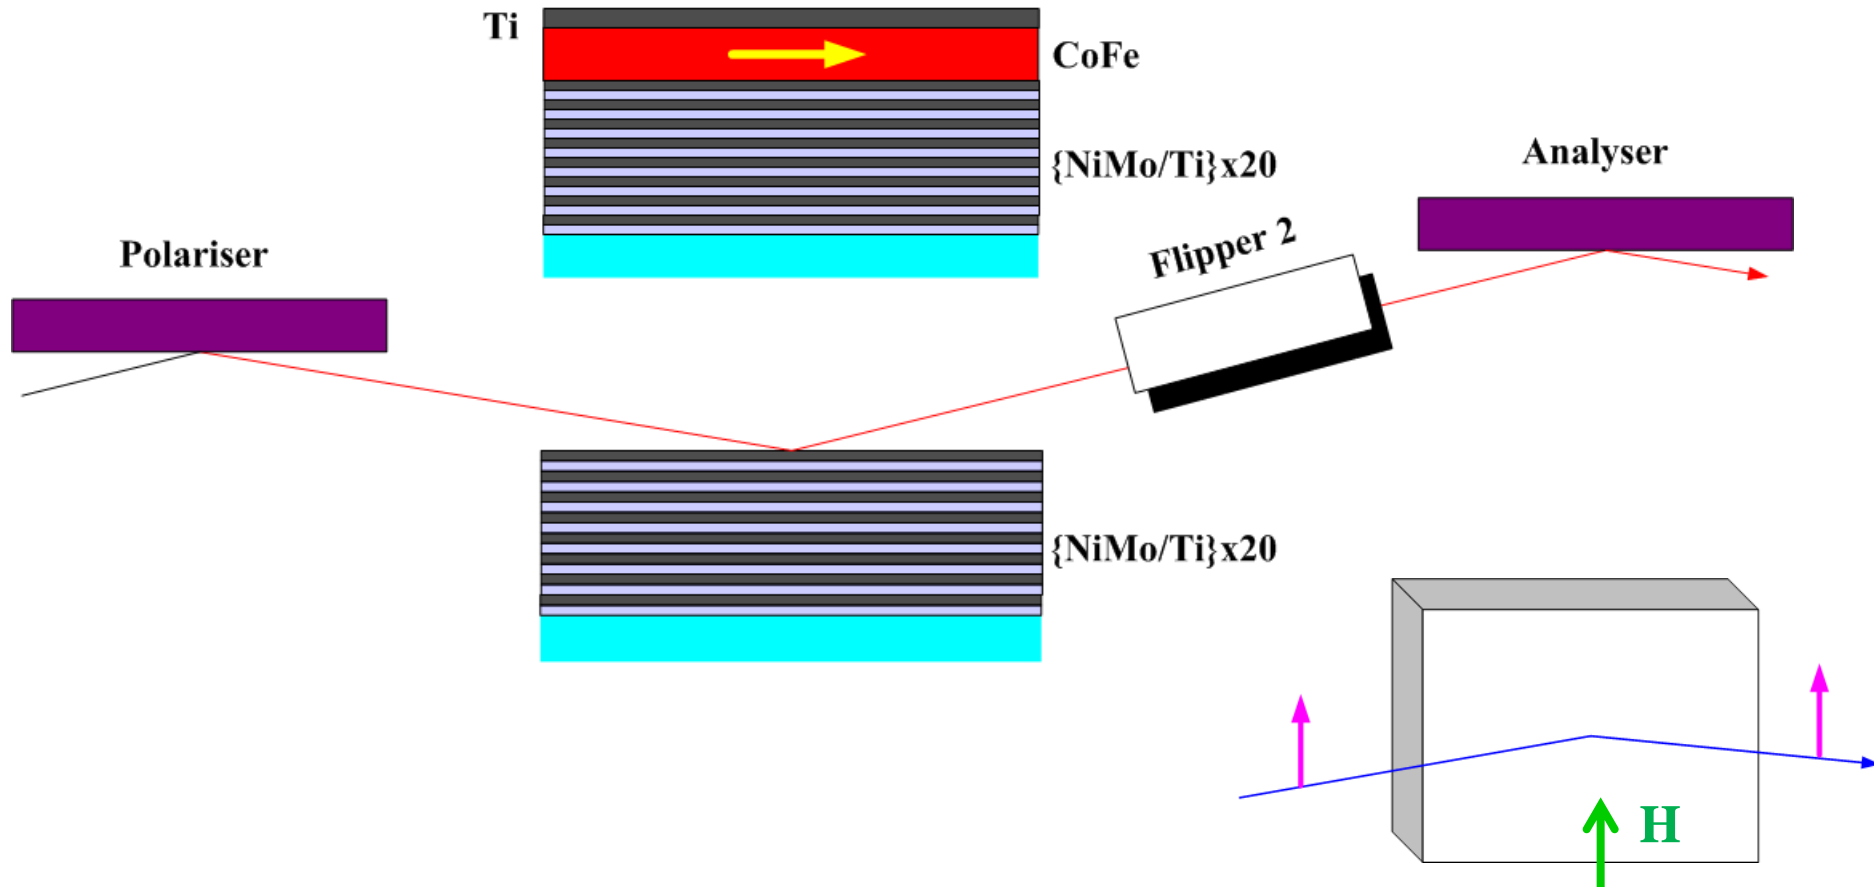 Ti
CoFe
{NiMo/Ti}x20
Analyser
Polariser
Flipper 2
{NiMo/Ti}x20
H